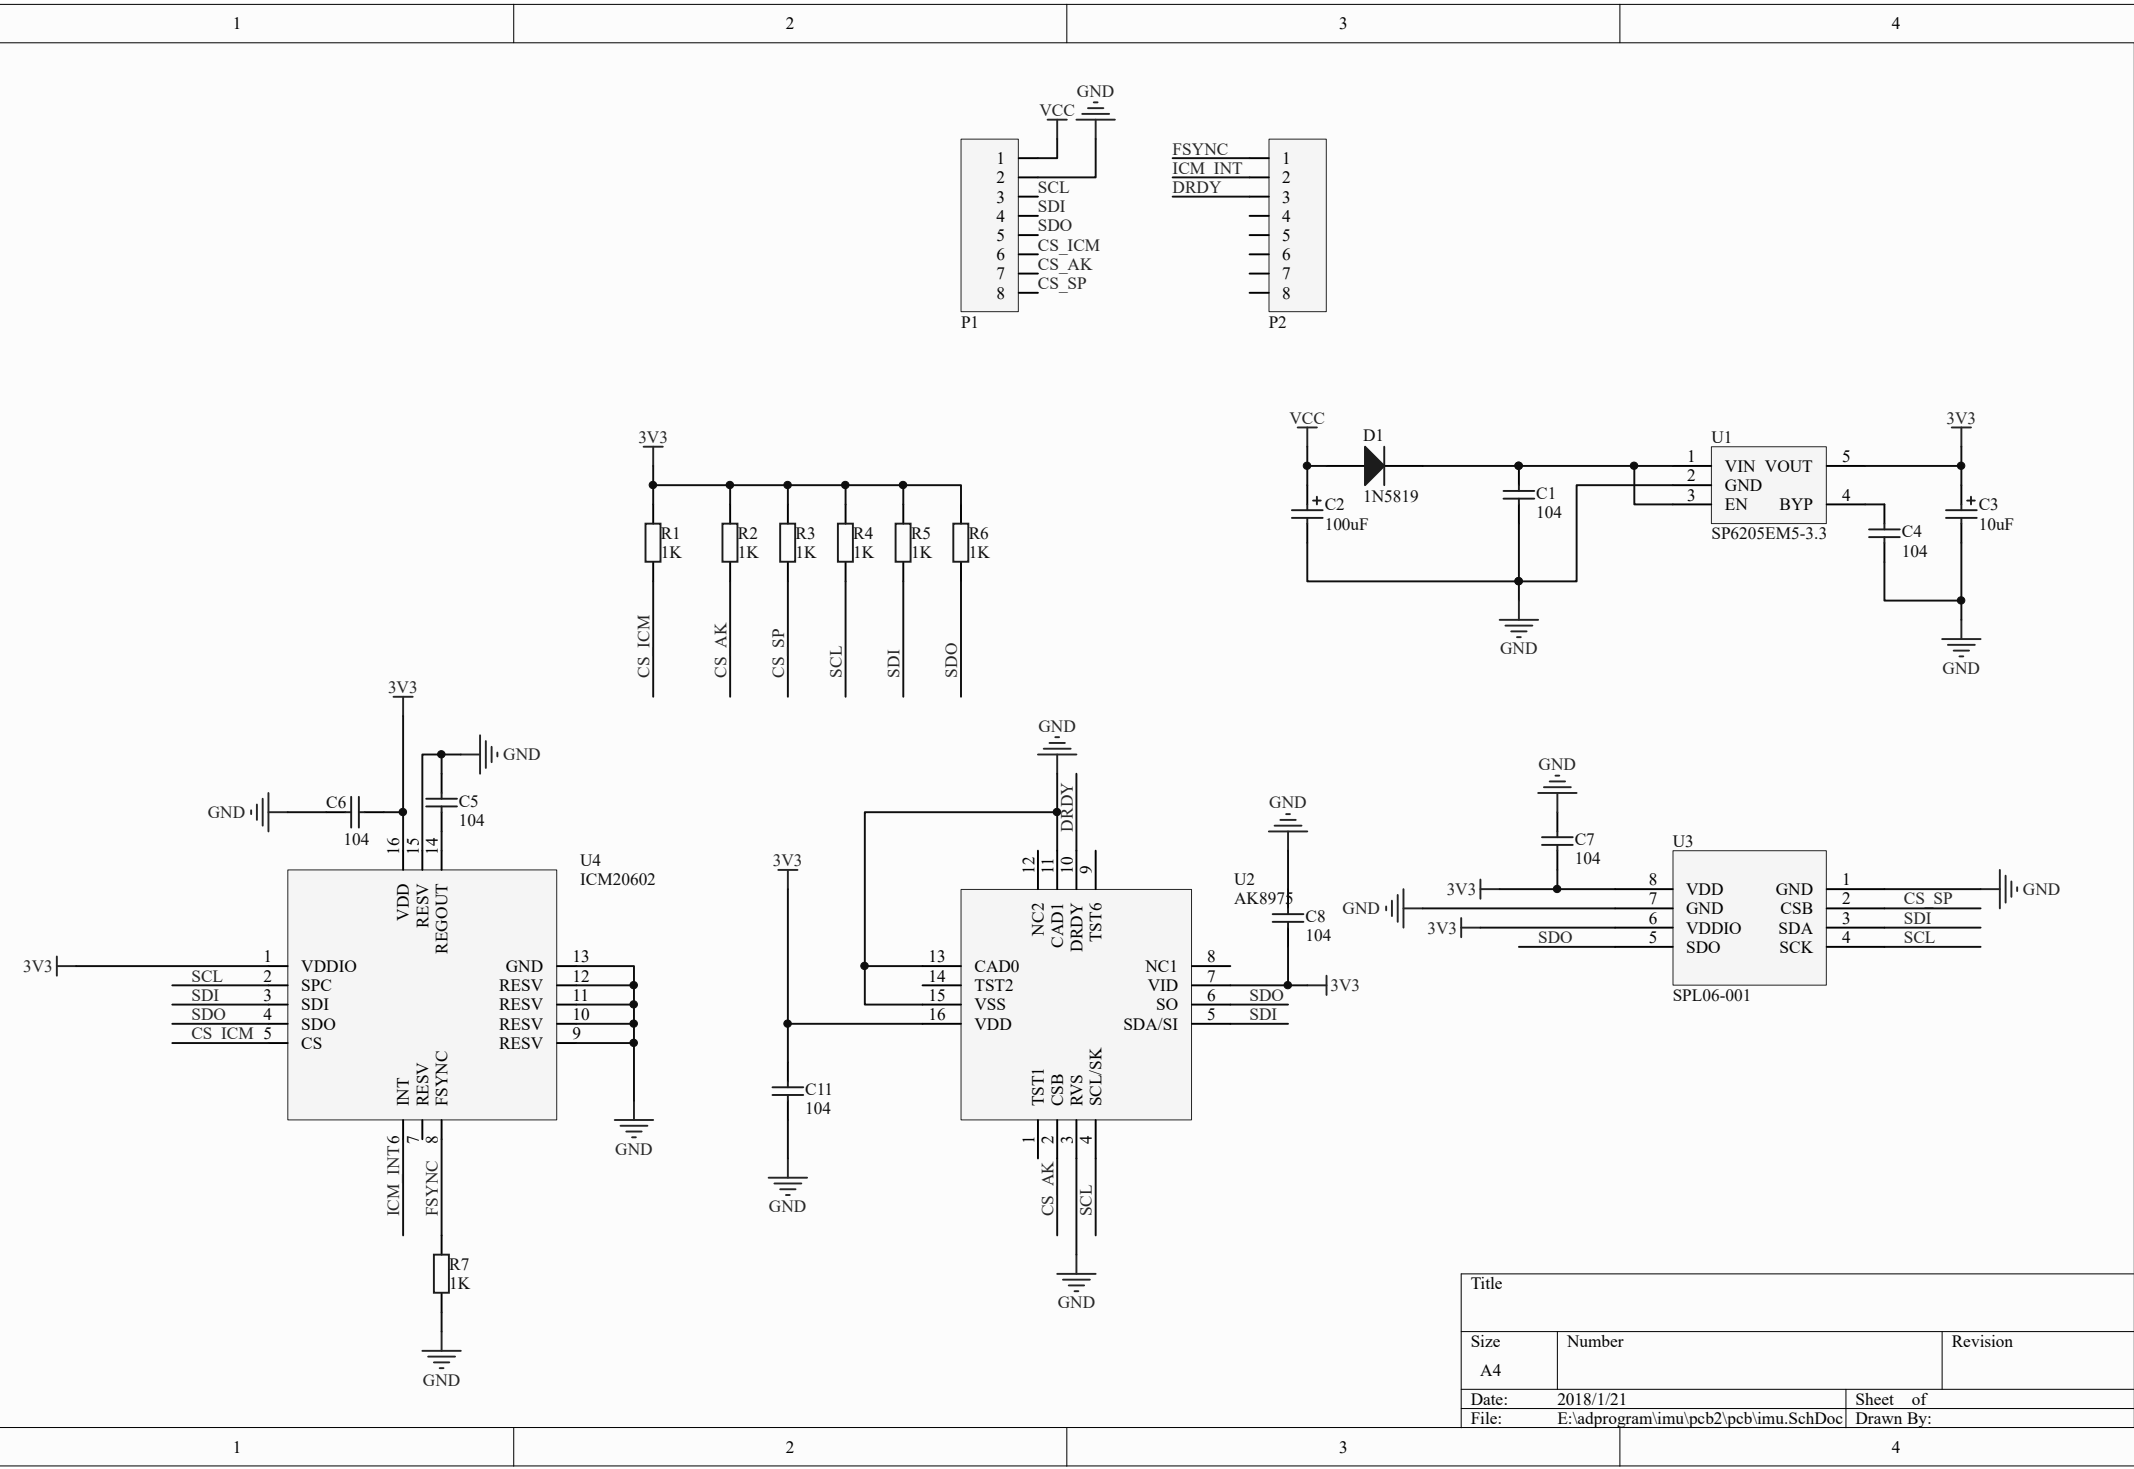 1 2 3 4
GND
VCC
1
2
SCL
3
SDI
4
SDO
5
CS_ICM
6
CS_AK
7
CS_SP
8
P1
FSYNC
1
ICM_INT
2
DRDY
3
4
5
6
7
8
P2
3V3
R1
1K
R2
1K
R3
1K
R4
1K
R5
1K
R6
1K
CS_ICM
CS_AK
CS_SP
SCL
SDI
SDO
VCC
D1
1N5819
C2
100uF
C1
104
GND
U1
1 VIN VOUT 5
2 GND
3 EN BYP 4
SP6205EM5-3.3
C4
104
3V3
C3
10uF
GND
3V3
GND
GND
C6
104
C5
104
16
15
14
U4
ICM20602
VDD
RESV
REGOUT
3V3
1 VDDIO
SCL 2 SPC
SDI 3 SDI
SDO 4 SDO
CS_ICM 5 CS
GND 13
RESV 12
RESV 11
RESV 10
RESV 9
INT
RESV
FSYNC
ICM_INT 6
7
8
FSYNC
GND
R7
1K
GND
GND
DRDY
3V3
12
11
10
9
NC2
CAD1
DRDY
TST6
U2
AK8975
GND
C8
104
13 CAD0
14 TST2
15 VSS
16 VDD
NC1 8
VID 7
3V3
SO 6 SDO
SDA/SI 5 SDI
TST1
CSB
RVS
SCL/SK
1
2
3
4
CS_AK
SCL
C11
104
GND
GND
GND
C7
104
U3
3V3 8 VDD
GND 7 GND
3V3 6 VDDIO
SDO 5 SDO
GND 1 GND
CSB 2 CS_SP
SDA 3 SDI
SCK 4 SCL
SPL06-001
Title
Size Number Revision
A4
Date: 2018/1/21 Sheet of
File: E:\adprogram\imu\pcb2\pcb\imu.SchDoc Drawn By:
1 2 3 4